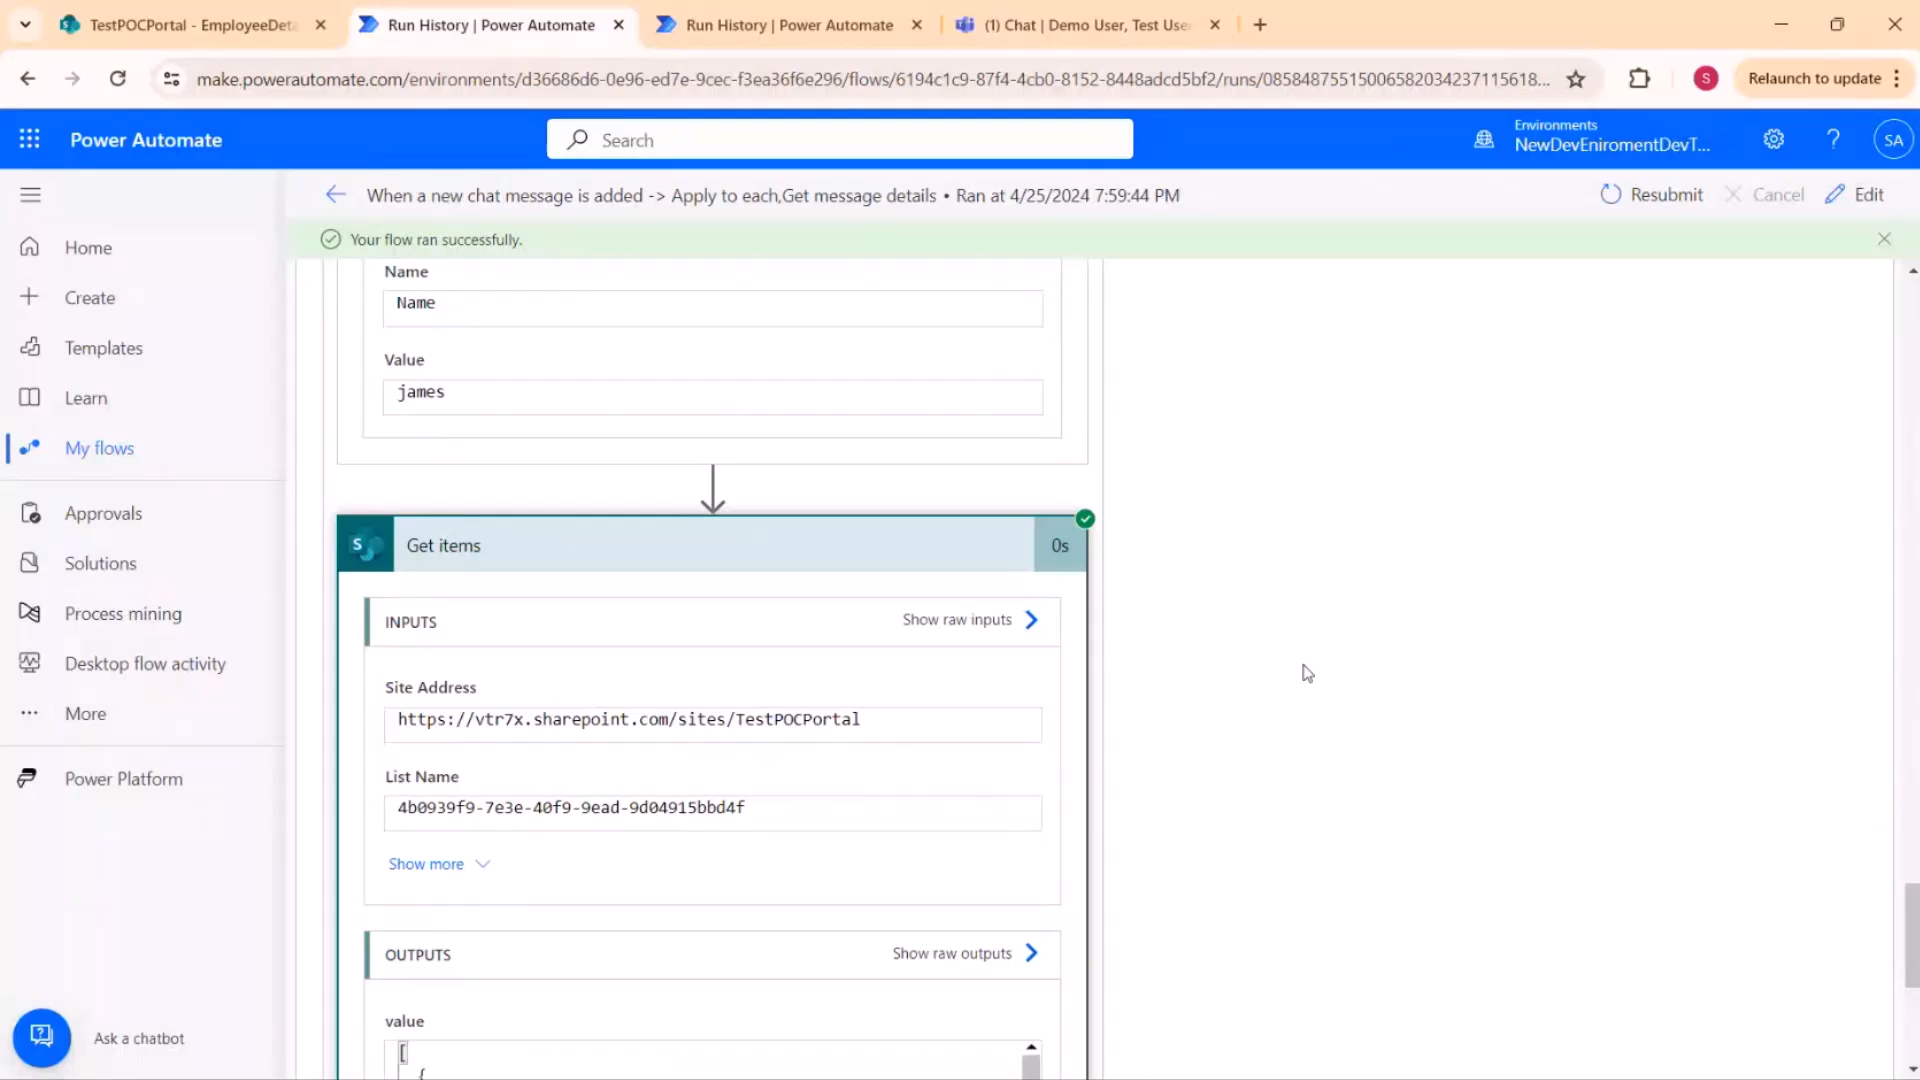 TestPOCPortal - EmployeeDeta
Run History | Power Automate
Run History | Power Automate
(1) Chat | Demo User, Test Use
make.powerautomate.com/environments/d36686d6-0e96-ed7e-9cec-f3ea36f6e296/flows/6194c1c9-87f4-4cb0-8152-8448adcd5bf2/runs/08584875515006582034237115618...
S
Relaunch to update
Power Automate
Search
Environments
NewDevEniromentDevT...
SA
When a new chat message is added -> Apply to each,Get message details • Ran at 4/25/2024 7:59:44 PM
Resubmit
Cancel
Edit
Your flow ran successfully.
Home
Create
Templates
Learn
My flows
Approvals
Solutions
Process mining
Desktop flow activity
More
Power Platform
Ask a chatbot
Name
Name
Value
james
S
Get items
0s
INPUTS
Show raw inputs
Site Address
https://vtr7x.sharepoint.com/sites/TestPOCPortal
List Name
4b0939f9-7e3e-40f9-9ead-9d04915bbd4f
Show more
OUTPUTS
Show raw outputs
value
[
{